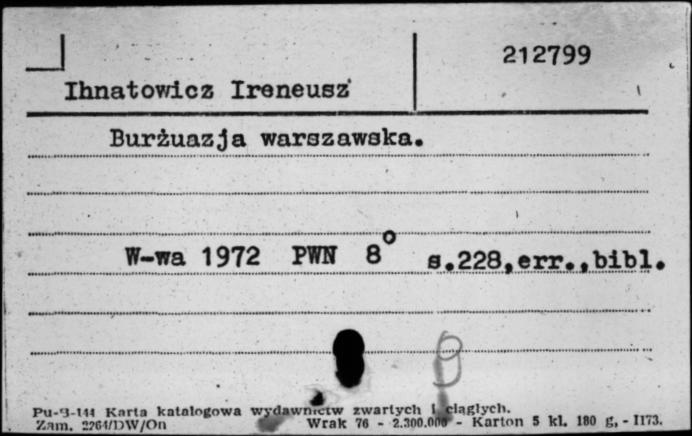 212799
Ihnatowicz Ireneusz
Burżuazja warszawska.
W-wa 1972 PWN 8° s.228,err.,bibl.
Pu-3-144 Karta katalogowa wydawnictw zwartych i ciągłych.
Zam. 2264/DW/On Wrak 76 - 2.300.000 - Karton 5 kl. 180 g, - 1173.